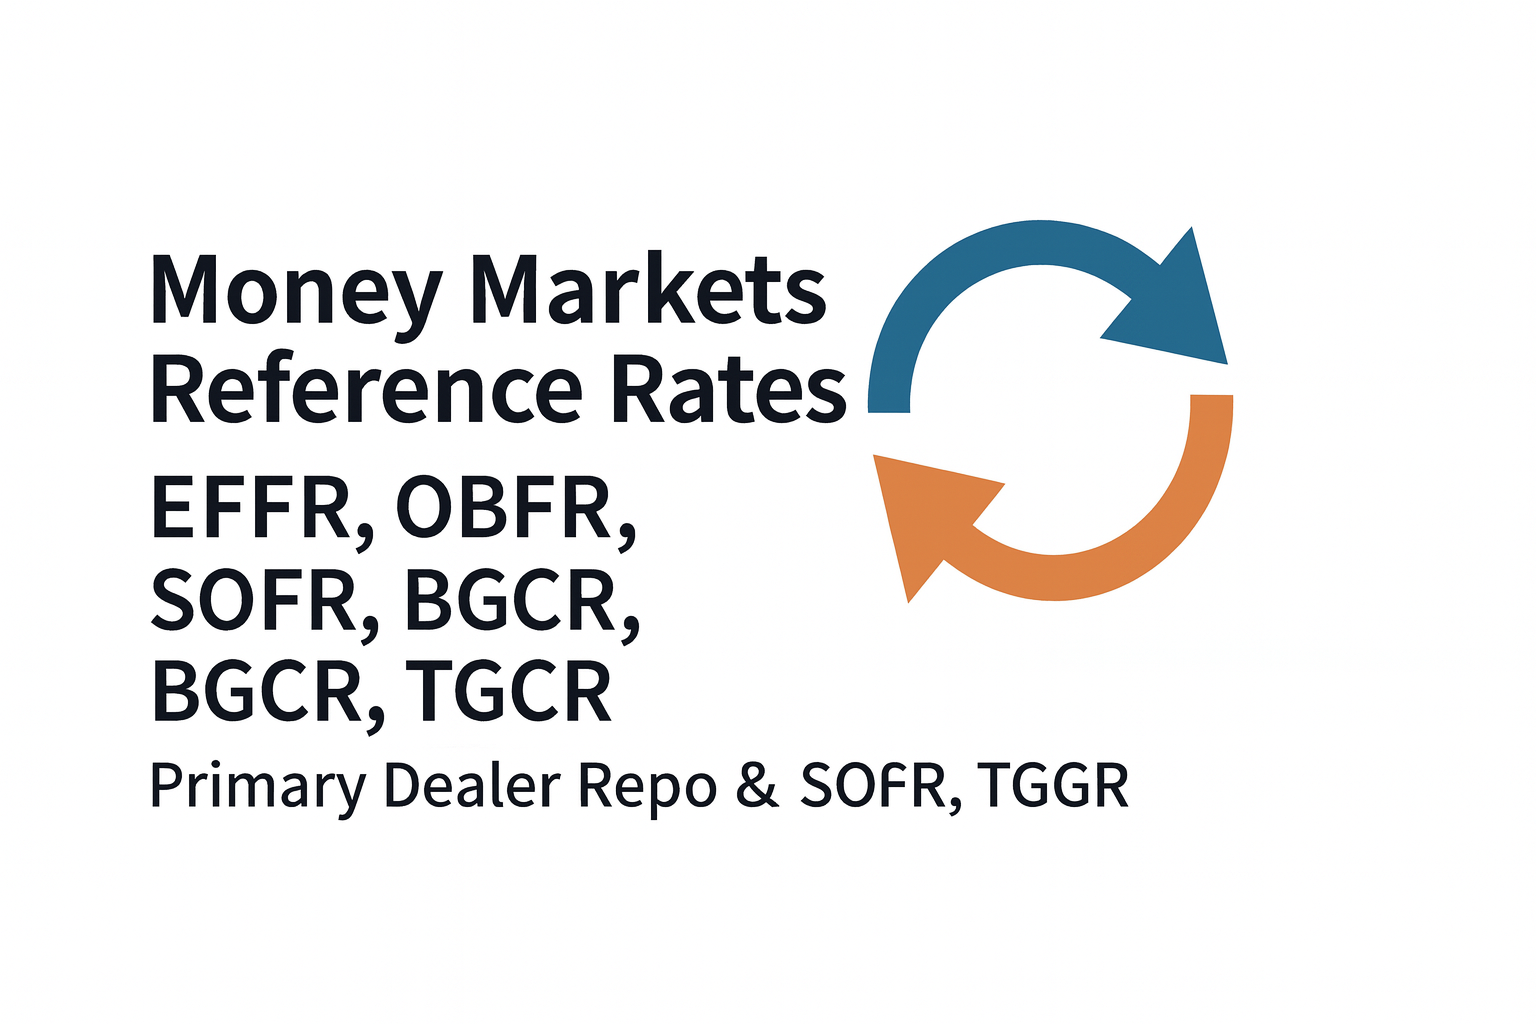 Money Markets
Reference Rates
EFFR, OBFR,
SOFR, BGCR,
BGCR, TGCR
Primary Dealer Repo & SOFR, TGGR